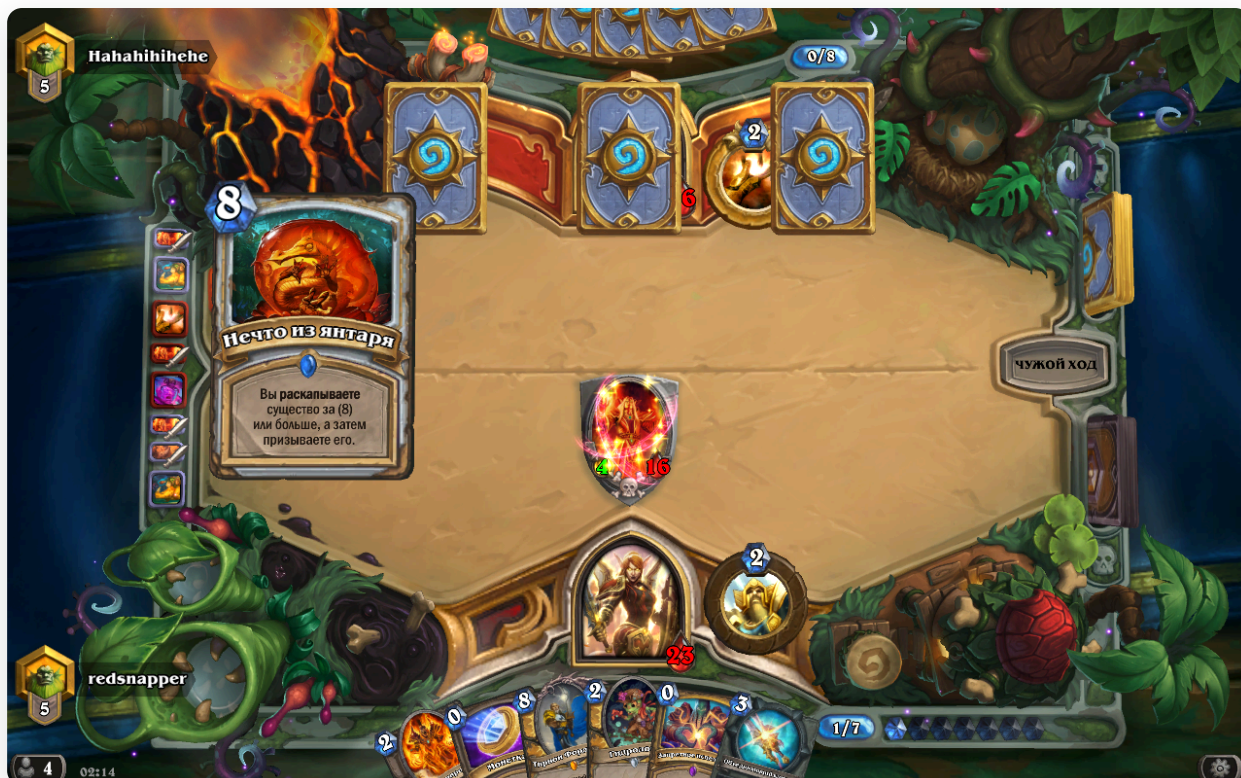 Hahahihihehe
5
0/8
2
6
8
Нечто из янтаря
Вы раскапываете
существо за (8)
или больше, а затем
призываете его.
ЧУЖОЙ ХОД
4
16
2
23
redsnapper
5
2
0
Монетка
8
2
0
3
1/7
4
02:14